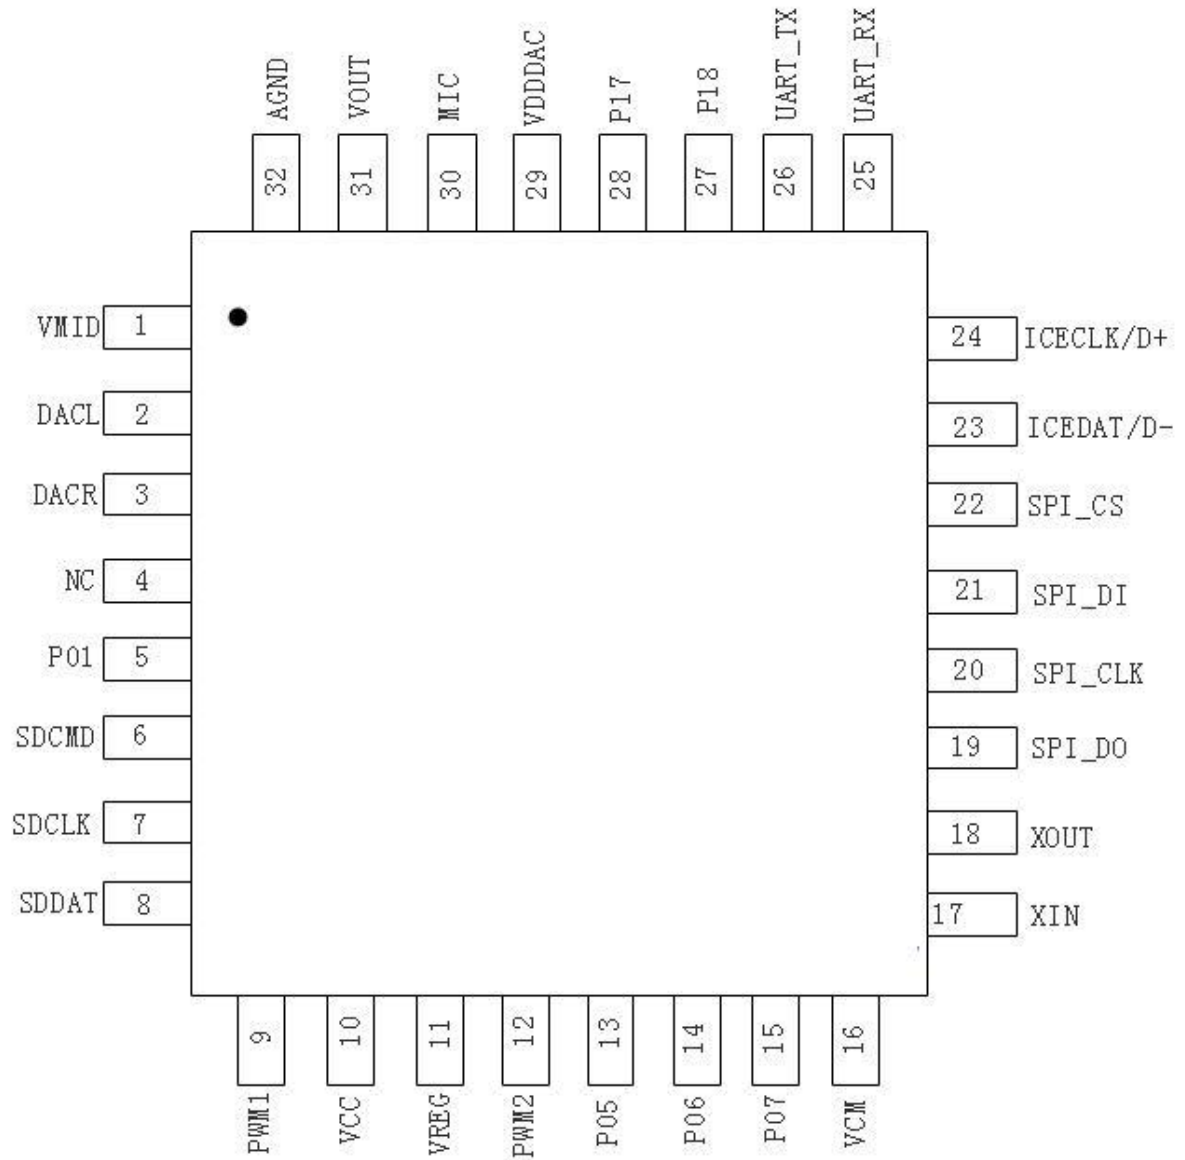 AGND VOUT MIC VDDDAC P17 P18 UART_TX UART_RX
32 31 30 29 28 27 26 25
VMID 1
DACL 2
DACR 3
NC 4
P01 5
SDCMD 6
SDCLK 7
SDDAT 8
24 ICECLK/D+
23 ICEDAT/D-
22 SPI_CS
21 SPI_DI
20 SPI_CLK
19 SPI_DO
18 XOUT
17 XIN
9 10 11 12 13 14 15 16
PWM1 VCC VREG PWM2 P05 P06 P07 VCM